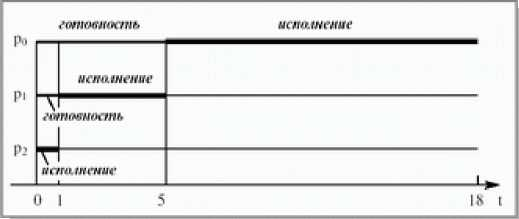 готовность исполнение
p0
исполнение
p1
готовность
p2
исполнение
0 1 5 18 t